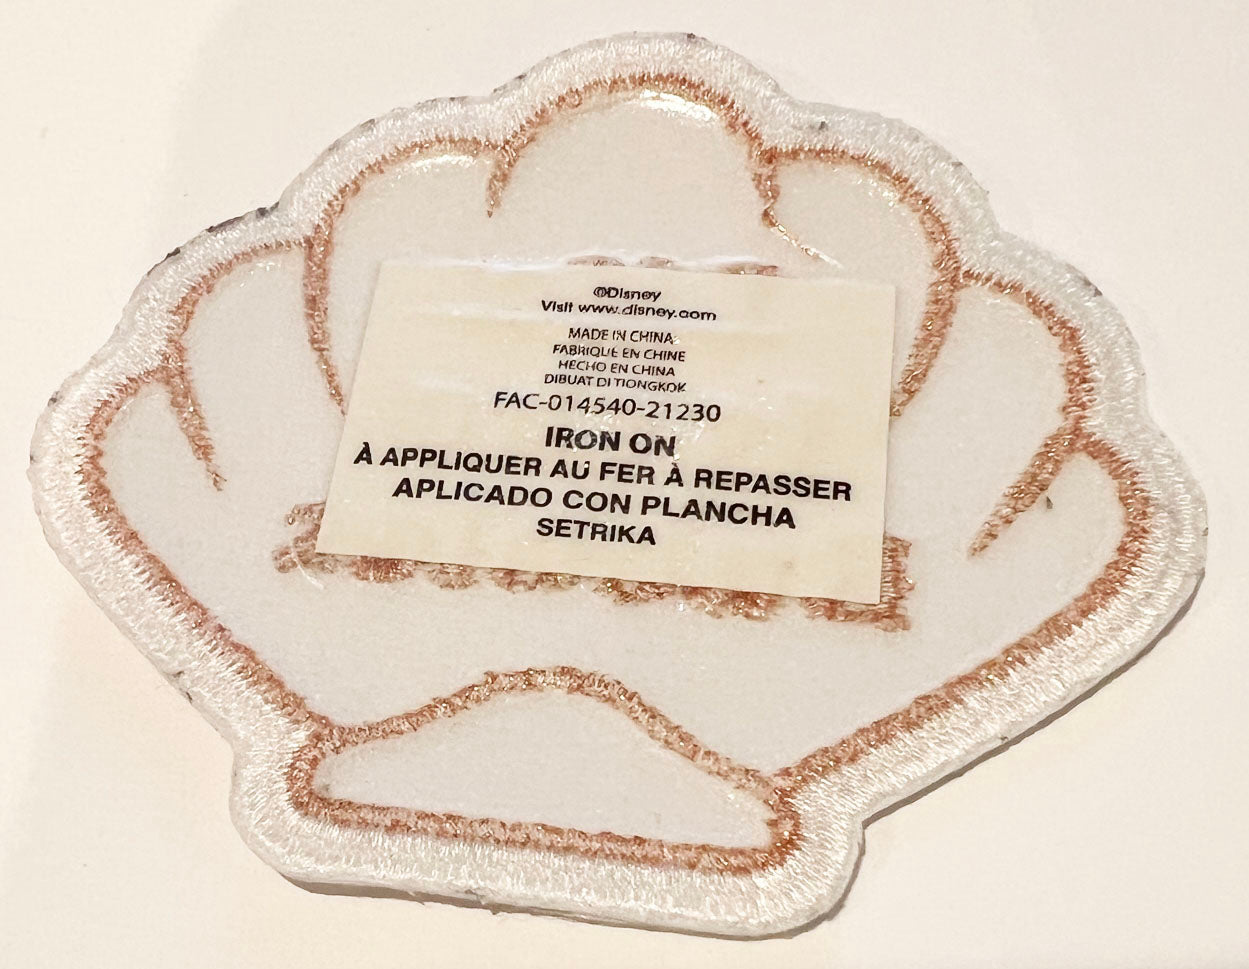 ©Disney
Visit www.disney.com
MADE IN CHINA
FABRIQUE EN CHINE
HECHO EN CHINA
DIBUAT DI TIONGKOK
FAC-014540-21230
IRON ON
À APPLIQUER AU FER À REPASSER
APLICADO CON PLANCHA
SETRIKA